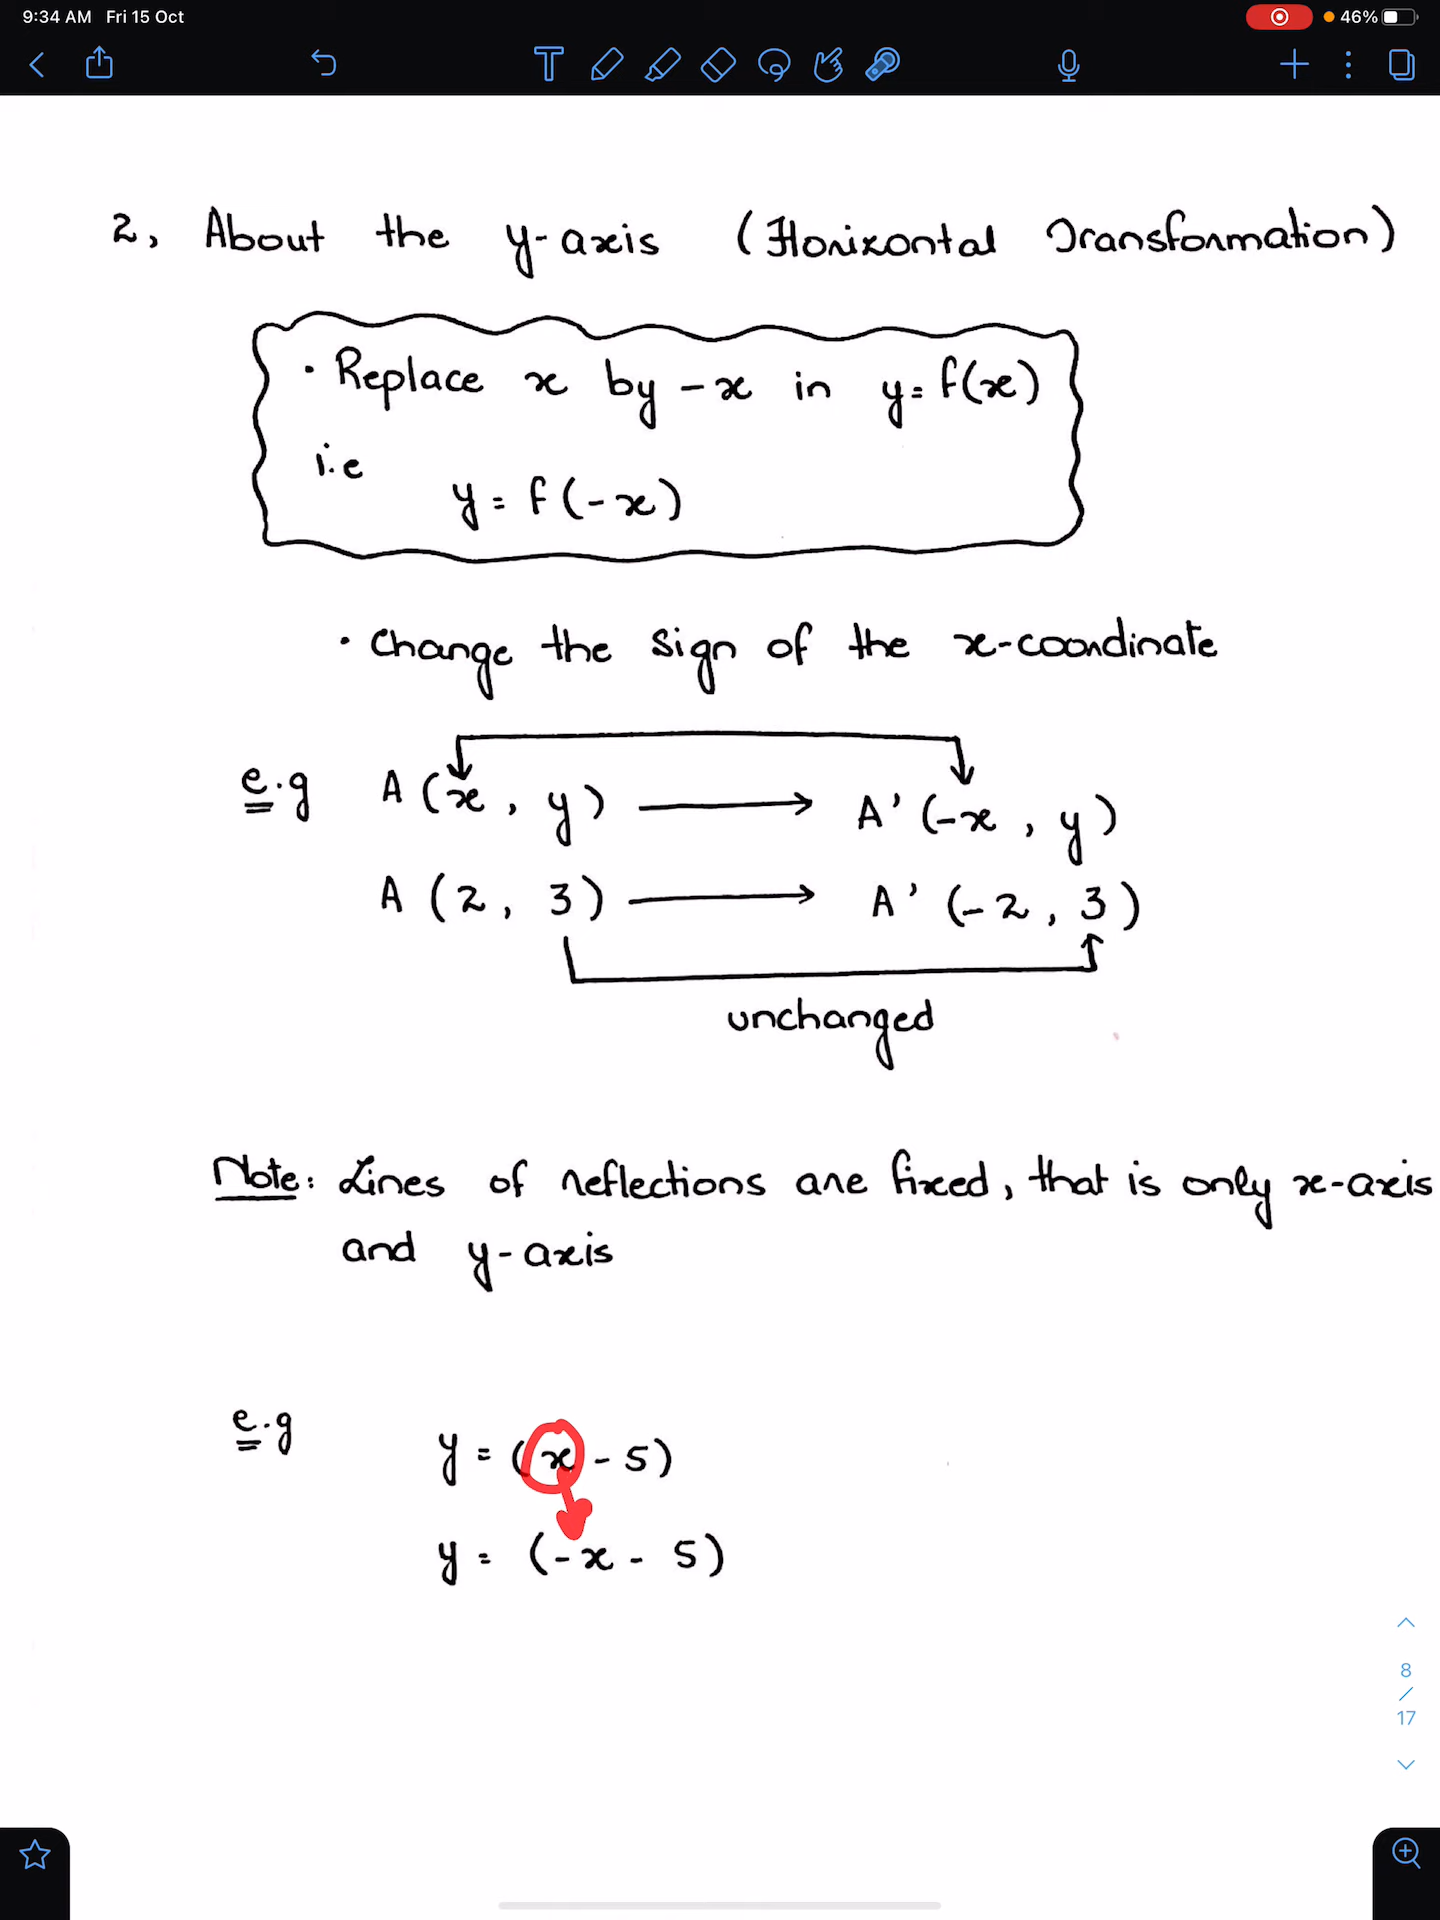 9:34 AM Fri 15 Oct
46%
2, About the y-axis (Horizontal Transformation)
• Replace x by -x in y = f(x)
i.e
y = f(-x)
• Change the sign of the x-coordinate
e.g A(x, y) → A'(-x, y)
A(2, 3) → A'(-2, 3)
unchanged
Note: Lines of reflections are fixed, that is only x-axis
and y-axis
e.g
y = (x - 5)
y = (-x - 5)
8
/
17